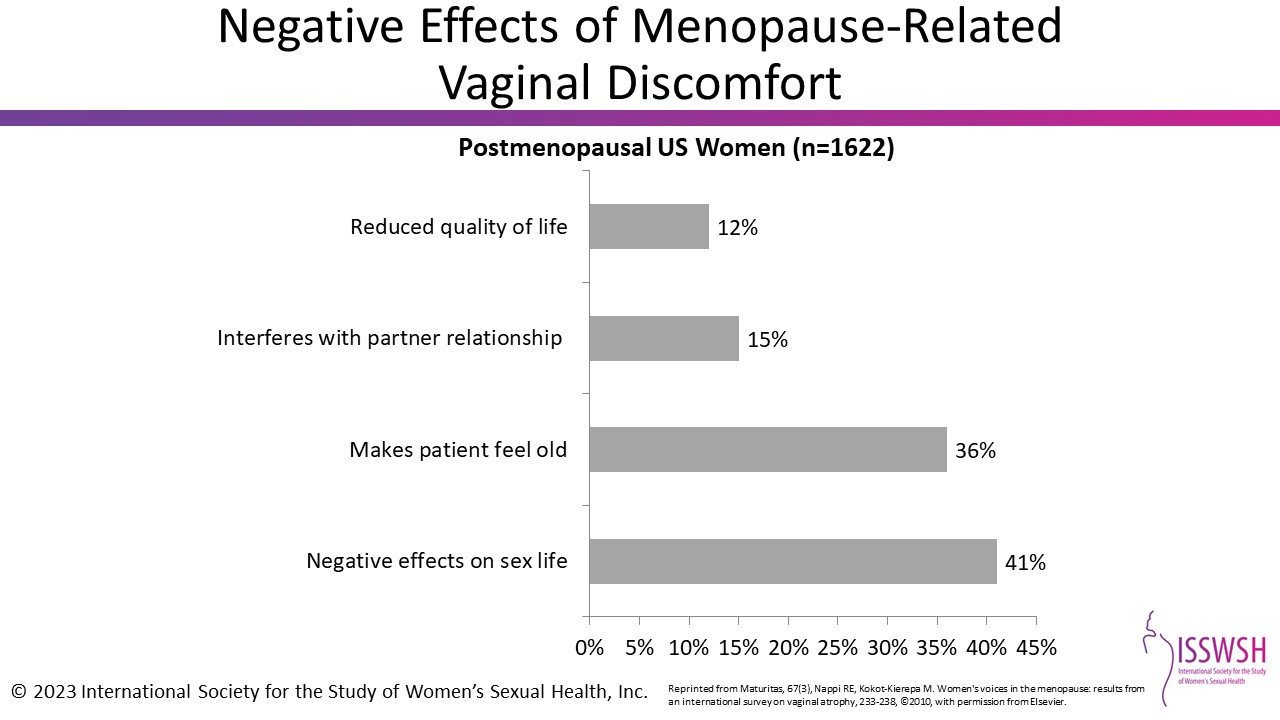 Negative Effects of Menopause-Related
Vaginal Discomfort
Postmenopausal US Women (n=1622)
Reduced quality of life
12%
Interferes with partner relationship
15%
Makes patient feel old
36%
Negative effects on sex life
41%
0% 5% 10% 15% 20% 25% 30% 35% 40% 45%
ISSWSH
International Society for the Study
of Women's Sexual Health
© 2023 International Society for the Study of Women’s Sexual Health, Inc.
Reprinted from Maturitas, 67(3), Nappi RE, Kokot-Kierepa M. Women's voices in the menopause: results from
an international survey on vaginal atrophy, 233-238, ©2010, with permission from Elsevier.